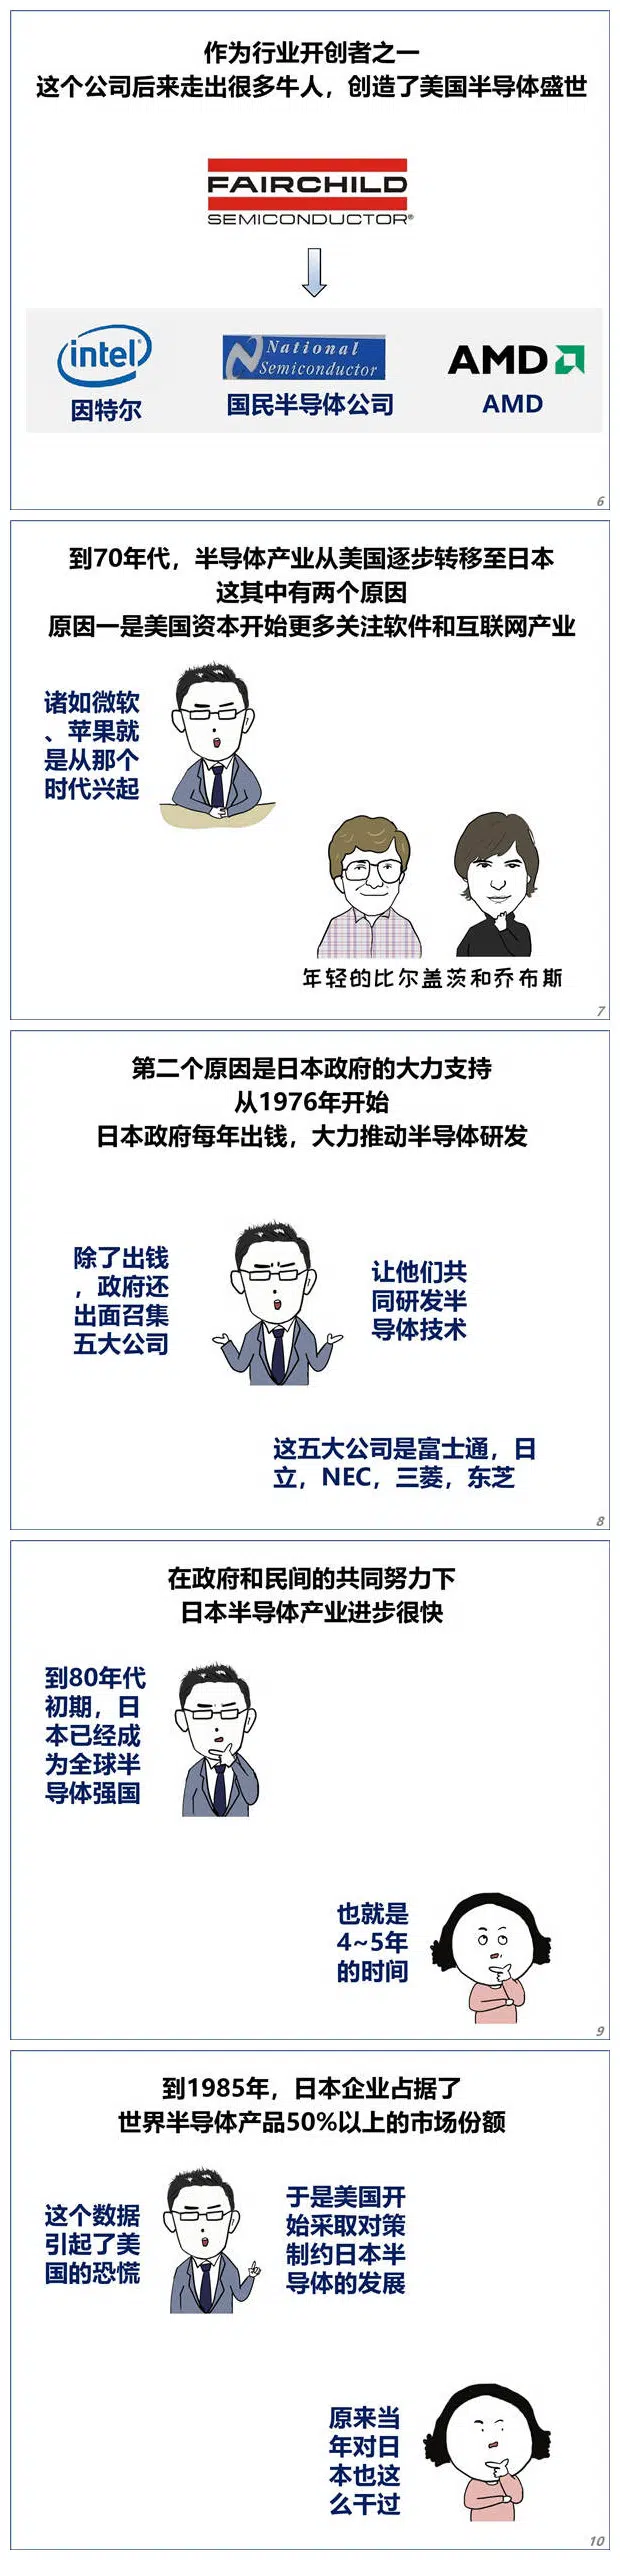 作为行业开创者之一
这个公司后来走出很多牛人，创造了美国半导体盛世
FAIRCHILD
SEMICONDUCTOR®
intel
National
Semiconductor
AMD
因特尔
国民半导体公司
AMD
6
到70年代，半导体产业从美国逐步转移至日本
这其中有两个原因
原因一是美国资本开始更多关注软件和互联网产业
诸如微软
、苹果就
是从那个
时代兴起
年轻的比尔盖茨和乔布斯
7
第二个原因是日本政府的大力支持
从1976年开始
日本政府每年出钱，大力推动半导体研发
除了出钱
，政府还
出面召集
五大公司
让他们共
同研发半
导体技术
这五大公司是富士通，日
立，NEC，三菱，东芝
8
在政府和民间的共同努力下
日本半导体产业进步很快
到80年代
初期，日
本已经成
为全球半
导体强国
也就是
4~5年
的时间
9
到1985年，日本企业占据了
世界半导体产品50%以上的市场份额
这个数据
引起了美
国的恐慌
于是美国开
始采取对策
制约日本半
导体的发展
原来当
年对日
本也这
么干过
10